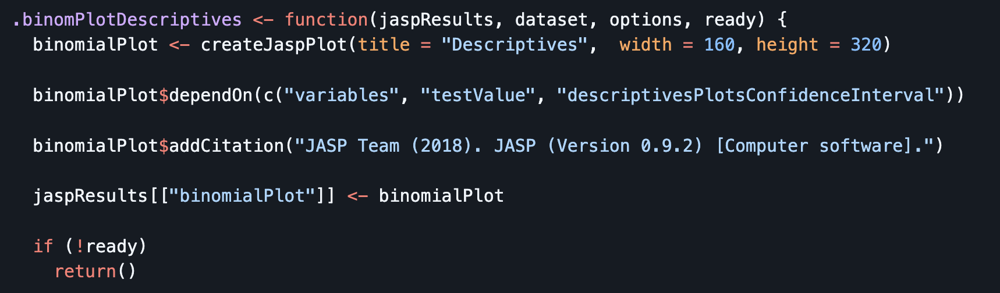 .binomPlotDescriptives <- function(jaspResults, dataset, options, ready) {
  binomialPlot <- createJaspPlot(title = "Descriptives",  width = 160, height = 320)

  binomialPlot$dependOn(c("variables", "testValue", "descriptivesPlotsConfidenceInterval"))

  binomialPlot$addCitation("JASP Team (2018). JASP (Version 0.9.2) [Computer software].")

  jaspResults[["binomialPlot"]] <- binomialPlot

  if (!ready)
    return()